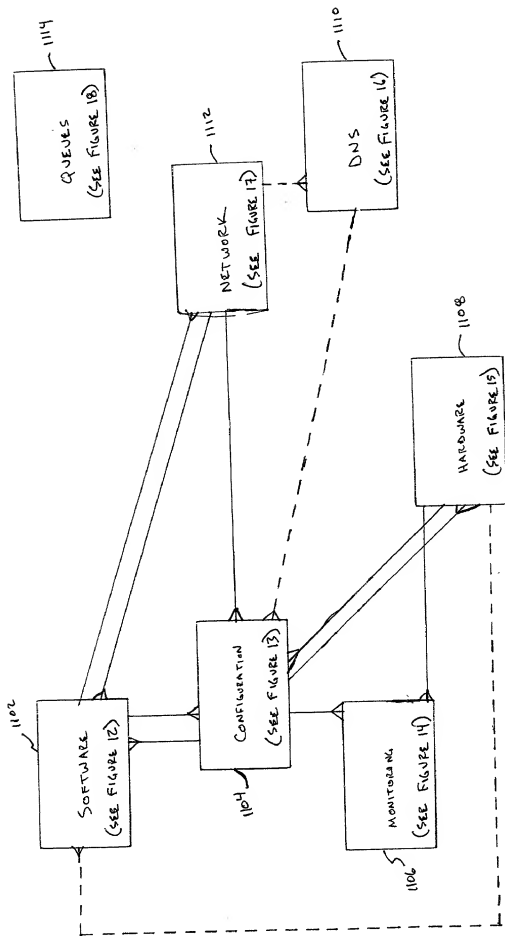 1102
SOFTWARE
(SEE FIGURE 12)
1104
CONFIGURATION
(SEE FIGURE 13)
1106
MONITORING
(SEE FIGURE 14)
1112
NETWORK
(SEE FIGURE 17)
1114
QUEUES
(SEE FIGURE 18)
1110
DNS
(SEE FIGURE 16)
1108
HARDWARE
(SEE FIGURE 15)